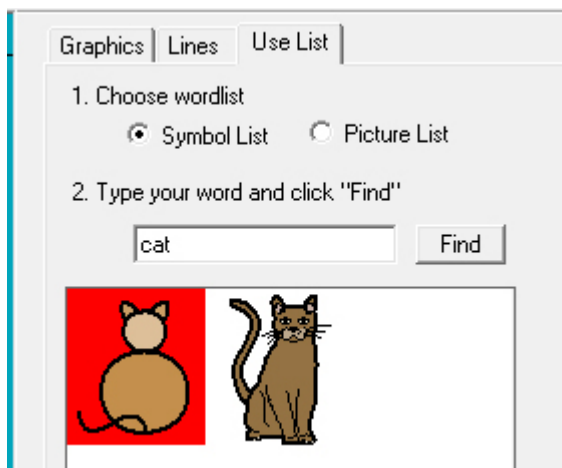 Graphics Lines Use List
1. Choose wordlist
Symbol List Picture List
2. Type your word and click "Find"
cat Find